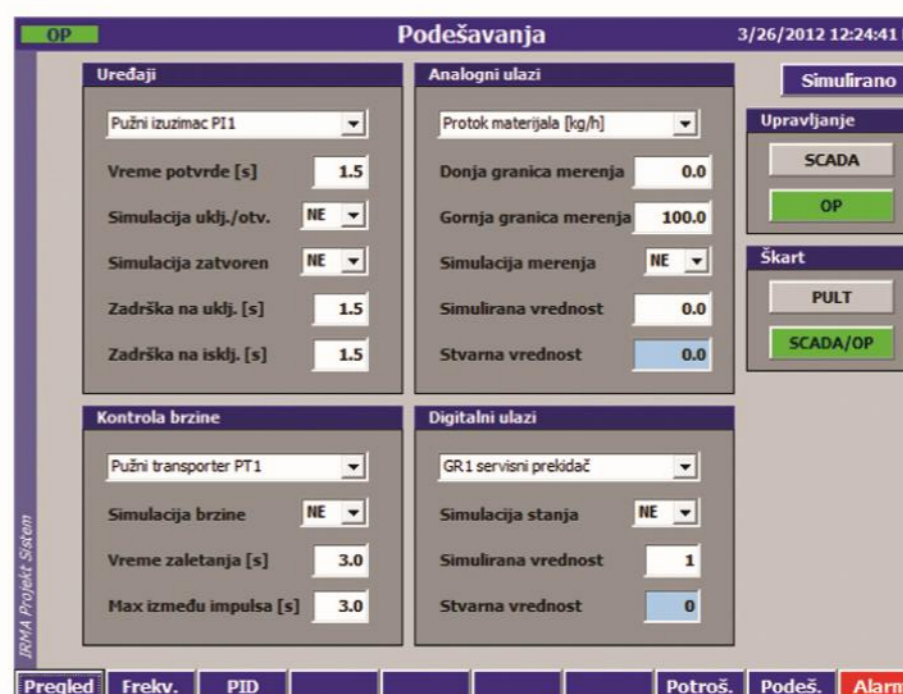 OP Podešavanja 3/26/2012 12:24:41
Uređaji
Pužni izuzimac PI1
Vreme potvrde [s] 1.5
Simulacija uklj./otv. NE
Simulacija zatvoren NE
Zadrška na uklj. [s] 1.5
Zadrška na isklj. [s] 1.5
Analogni ulazi
Protok materijala [kg/h]
Donja granica merenja 0.0
Gornja granica merenja 100.0
Simulacija merenja NE
Simulirana vrednost 0.0
Stvarna vrednost 0.0
Simulirano
Upravljanje
SCADA
OP
Škart
PULT
SCADA/OP
Kontrola brzine
Pužni transporter PT1
Simulacija brzine NE
Vreme zaletanja [s] 3.0
Max između impulsa [s] 3.0
Digitalni ulazi
GR1 servisni prekidač
Simulacija stanja NE
Simulirana vrednost 1
Stvarna vrednost 0
IRMA Projekt Sistem
Pregled Frekv. PID Potroš. Podeš. Alarm